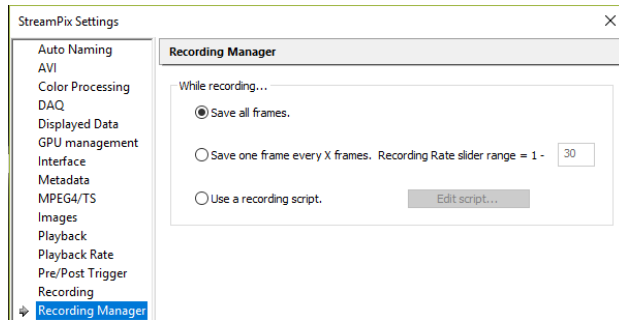 StreamPix Settings
Auto Naming
AVI
Color Processing
DAQ
Displayed Data
GPU management
Interface
Metadata
MPEG4/TS
Images
Playback
Playback Rate
Pre/Post Trigger
Recording
Recording Manager
Recording Manager
While recording...
Save all frames.
Save one frame every X frames. Recording Rate slider range = 1 - 30
Use a recording script. Edit script...